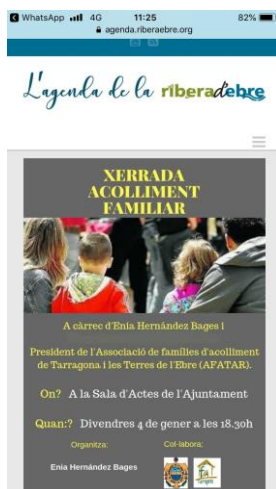 WhatsApp 4G 11:25 82%
agenda.riberaebre.org
L'agenda de la riberad'ebre
XERRADA
ACOLLIMENT
FAMILIAR
A càrrec d'Enia Hernández Bages i
President de l'Associació de famílies d'acolliment
de Tarragona i les Terres de l'Ebre (AFATAR).
On? A la Sala d'Actes de l'Ajuntament
Quan:? Divendres 4 de gener a les 18.30h
Organitza: Col·labora:
Enia Hernández Bages